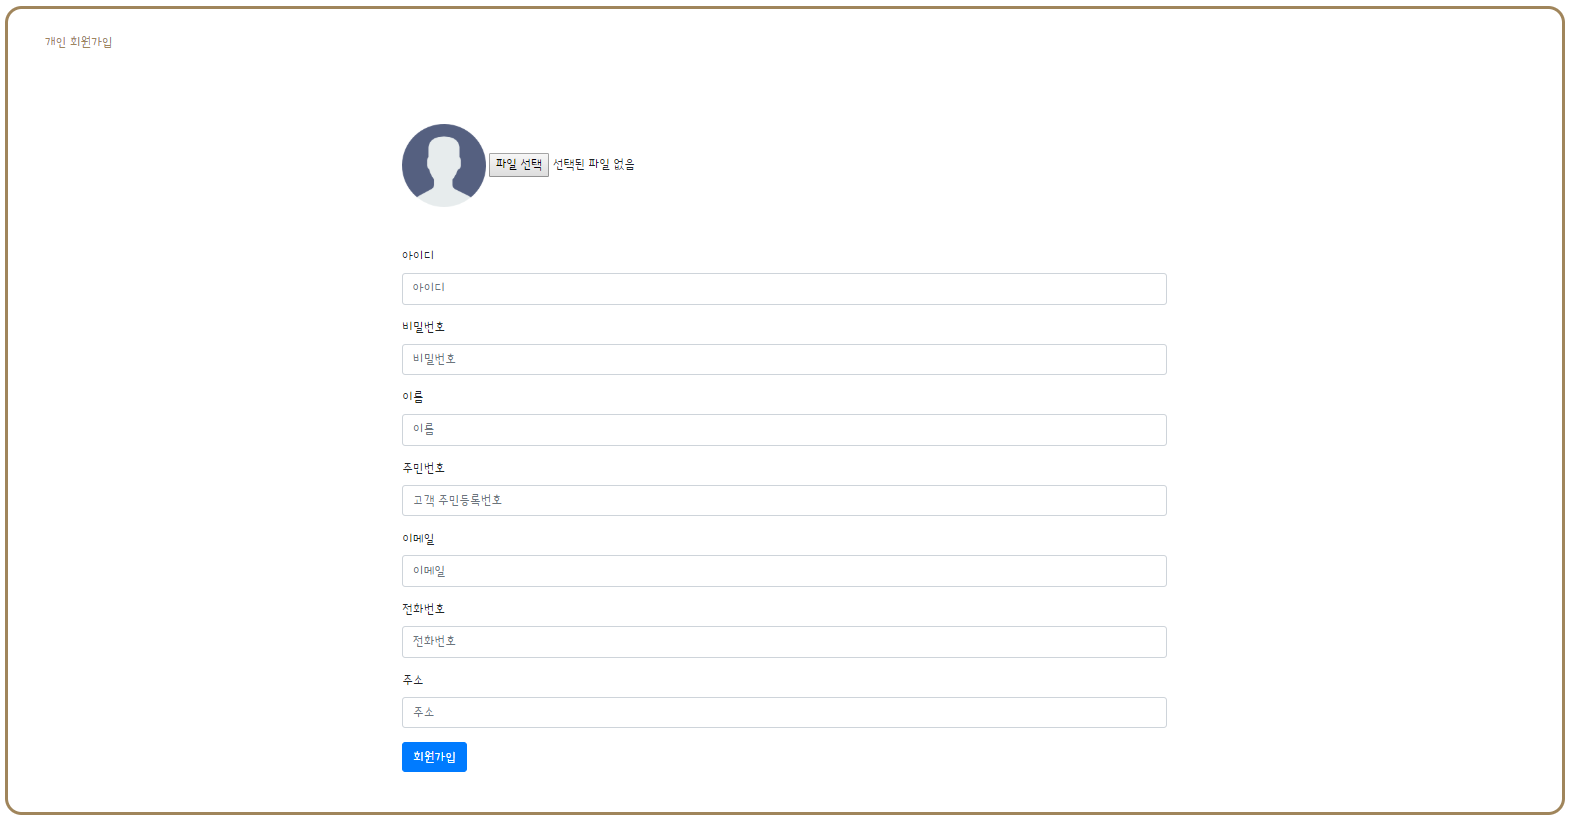 개인 회원가입
파일 선택 선택된 파일 없음
아이디
아이디
비밀번호
비밀번호
이름
이름
주민번호
고객 주민등록번호
이메일
이메일
전화번호
전화번호
주소
주소
회원가입